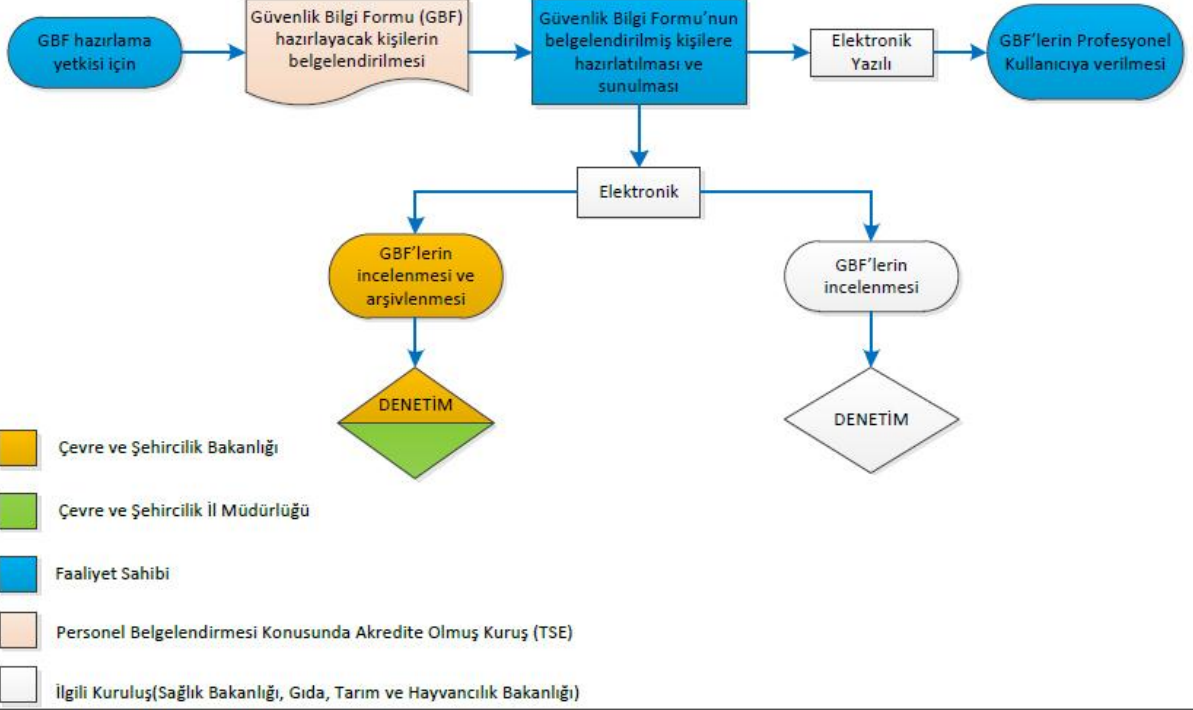 GBF hazırlama
yetkisi için
Güvenlik Bilgi Formu (GBF)
hazırlayacak kişilerin
belgelendirilmesi
Güvenlik Bilgi Formu’nun
belgelendirilmiş kişilere
hazırlatılması ve
sunulması
Elektronik
Yazılı
GBF’lerin Profesyonel
Kullanıcıya verilmesi
Elektronik
GBF’lerin
incelenmesi ve
arşivlenmesi
GBF’lerin
incelenmesi
DENETİM
DENETİM
Çevre ve Şehircilik Bakanlığı
Çevre ve Şehircilik İl Müdürlüğü
Faaliyet Sahibi
Personel Belgelendirmesi Konusunda Akredite Olmuş Kuruş (TSE)
İlgili Kuruluş(Sağlık Bakanlığı, Gıda, Tarım ve Hayvancılık Bakanlığı)